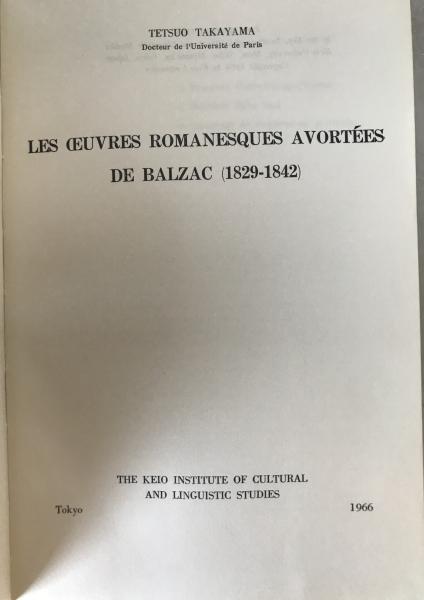 TETSUO TAKAYAMA
Docteur de l'Université de Paris
LES ŒUVRES ROMANESQUES AVORTÉES
DE BALZAC (1829-1842)
THE KEIO INSTITUTE OF CULTURAL
AND LINGUISTIC STUDIES
Tokyo 1966